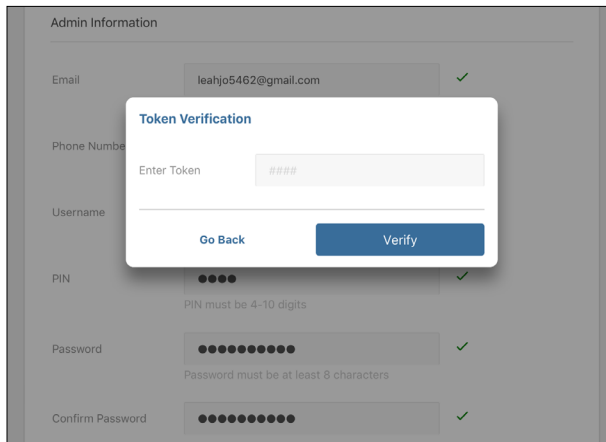 Admin Information
Email leahjo5462@gmail.com
Token Verification
Phone Numbe
Enter Token ####
Username
Go Back Verify
PIN ●●●●
PIN must be 4-10 digits
Password ●●●●●●●●●●
Password must be at least 8 characters
Confirm Password ●●●●●●●●●●